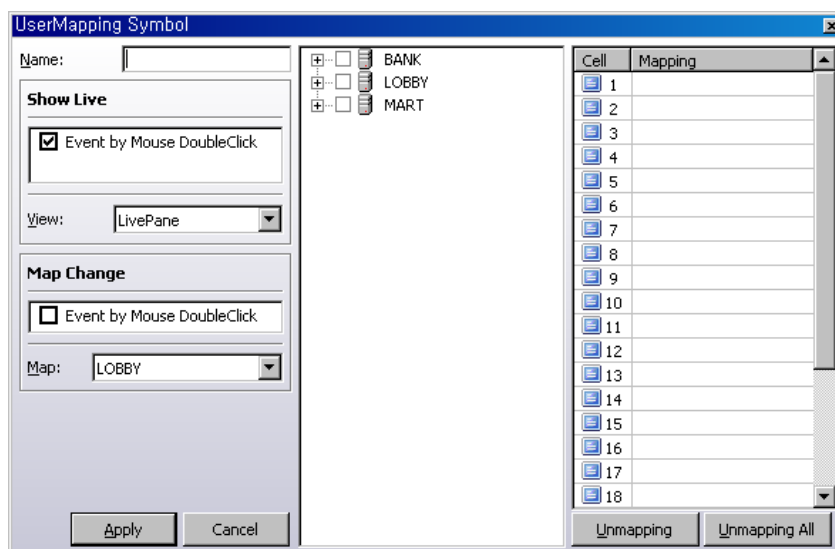 UserMapping Symbol
Name:
Show Live
Event by Mouse DoubleClick
View: LivePane
Map Change
Event by Mouse DoubleClick
Map: LOBBY
Apply Cancel
BANK
LOBBY
MART
Cell Mapping
1
2
3
4
5
6
7
8
9
10
11
12
13
14
15
16
17
18
Unmapping Unmapping All